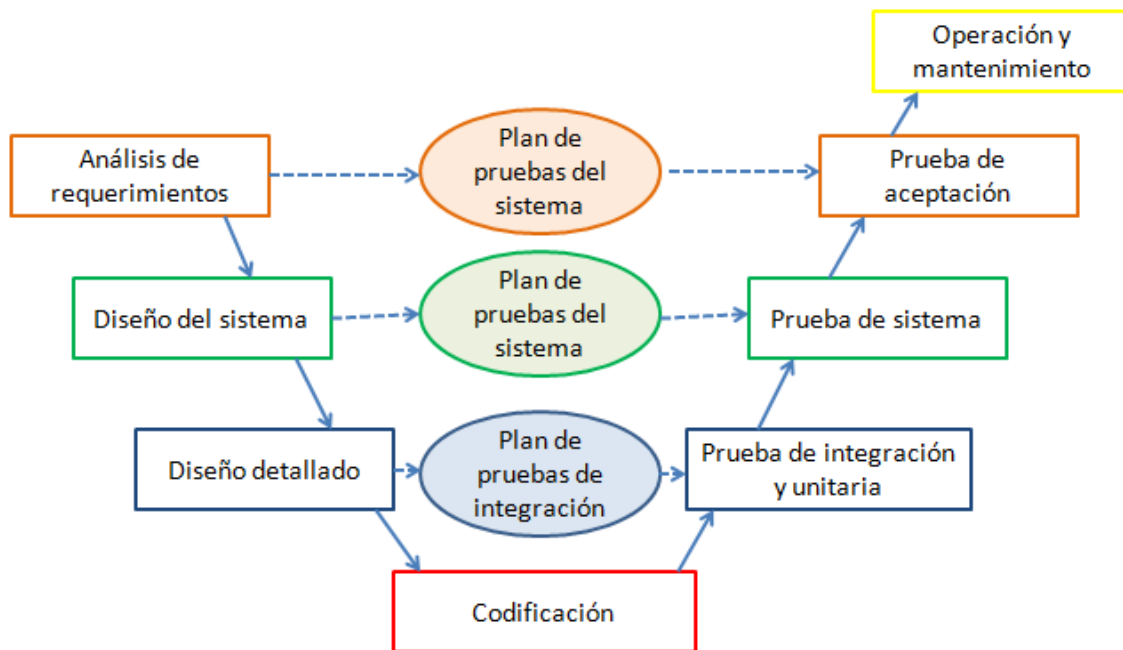 Operación y
mantenimiento
Análisis de
requerimientos
Plan de
pruebas del
sistema
Prueba de
aceptación
Diseño del sistema
Plan de
pruebas del
sistema
Prueba de sistema
Diseño detallado
Plan de
pruebas de
integración
Prueba de integración
y unitaria
Codificación